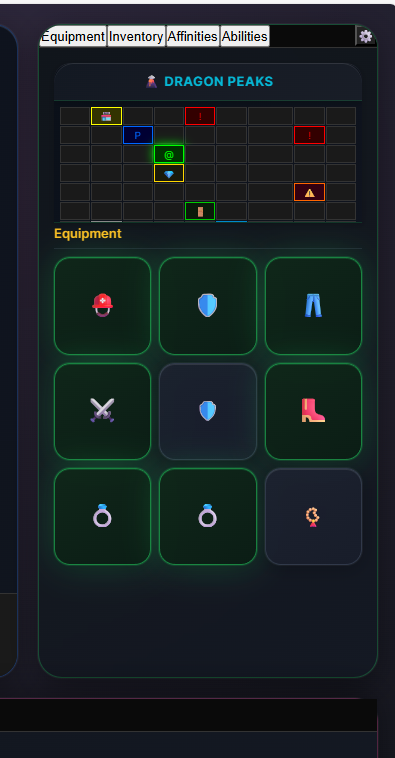 Equipment Inventory Affinities Abilities
DRAGON PEAKS
!
P !
@
Equipment